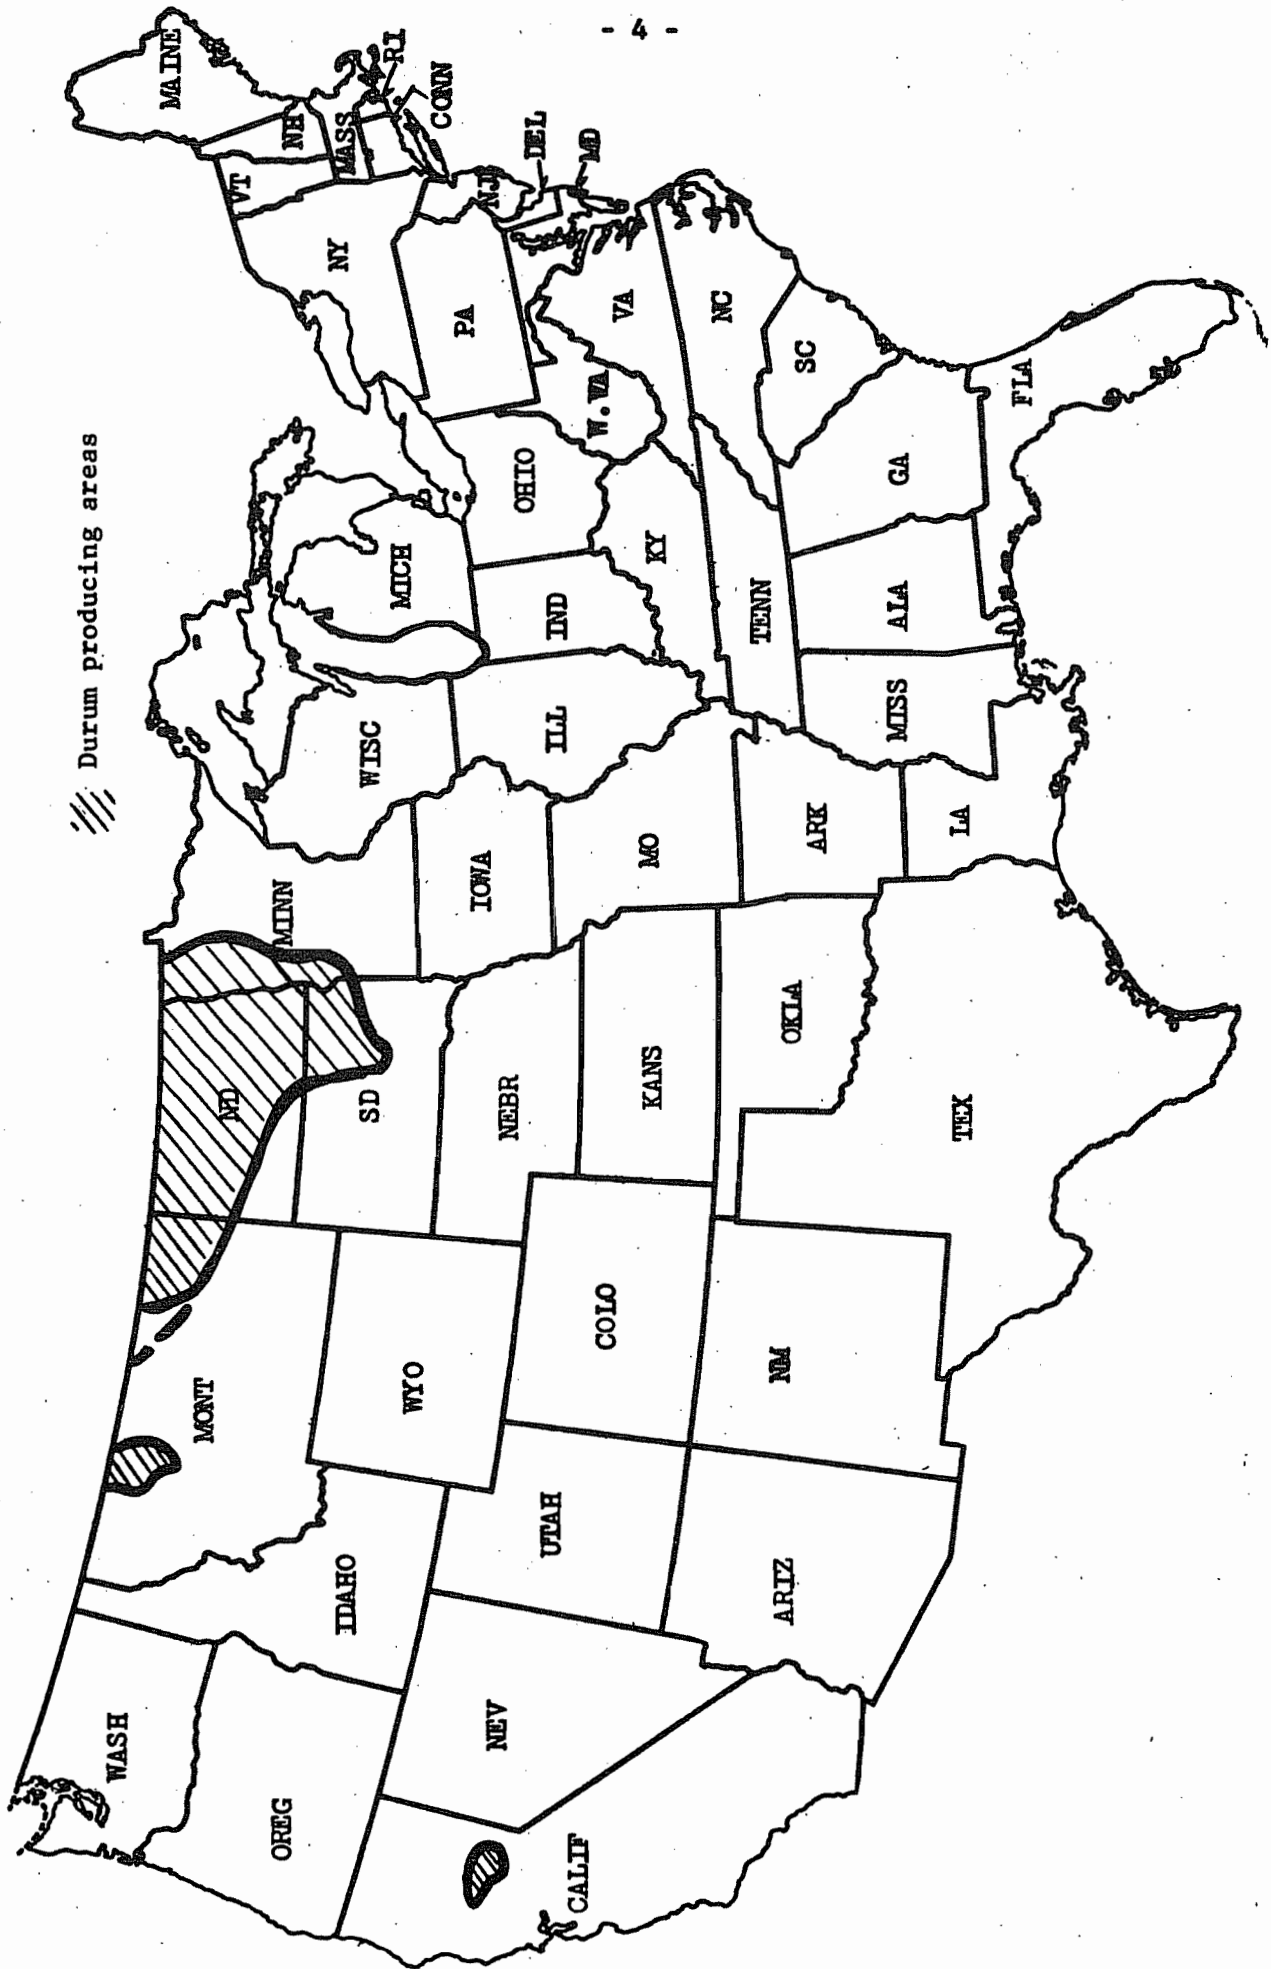 - 4 -
Durum producing areas
WASH
OREG
CALIF
NEV
IDAHO
MONT
WYO
UTAH
COLO
ARIZ
NM
ND
SD
NEBR
KANS
OKLA
TEX
MINN
IOWA
MO
ARK
LA
WISC
ILL
MICH
IND
OHIO
KY
TENN
MISS
ALA
GA
FLA
SC
NC
VA
W.VA
PA
NY
VT
NH
MAINE
MASS
RI
CONN
NJ
DEL
MD